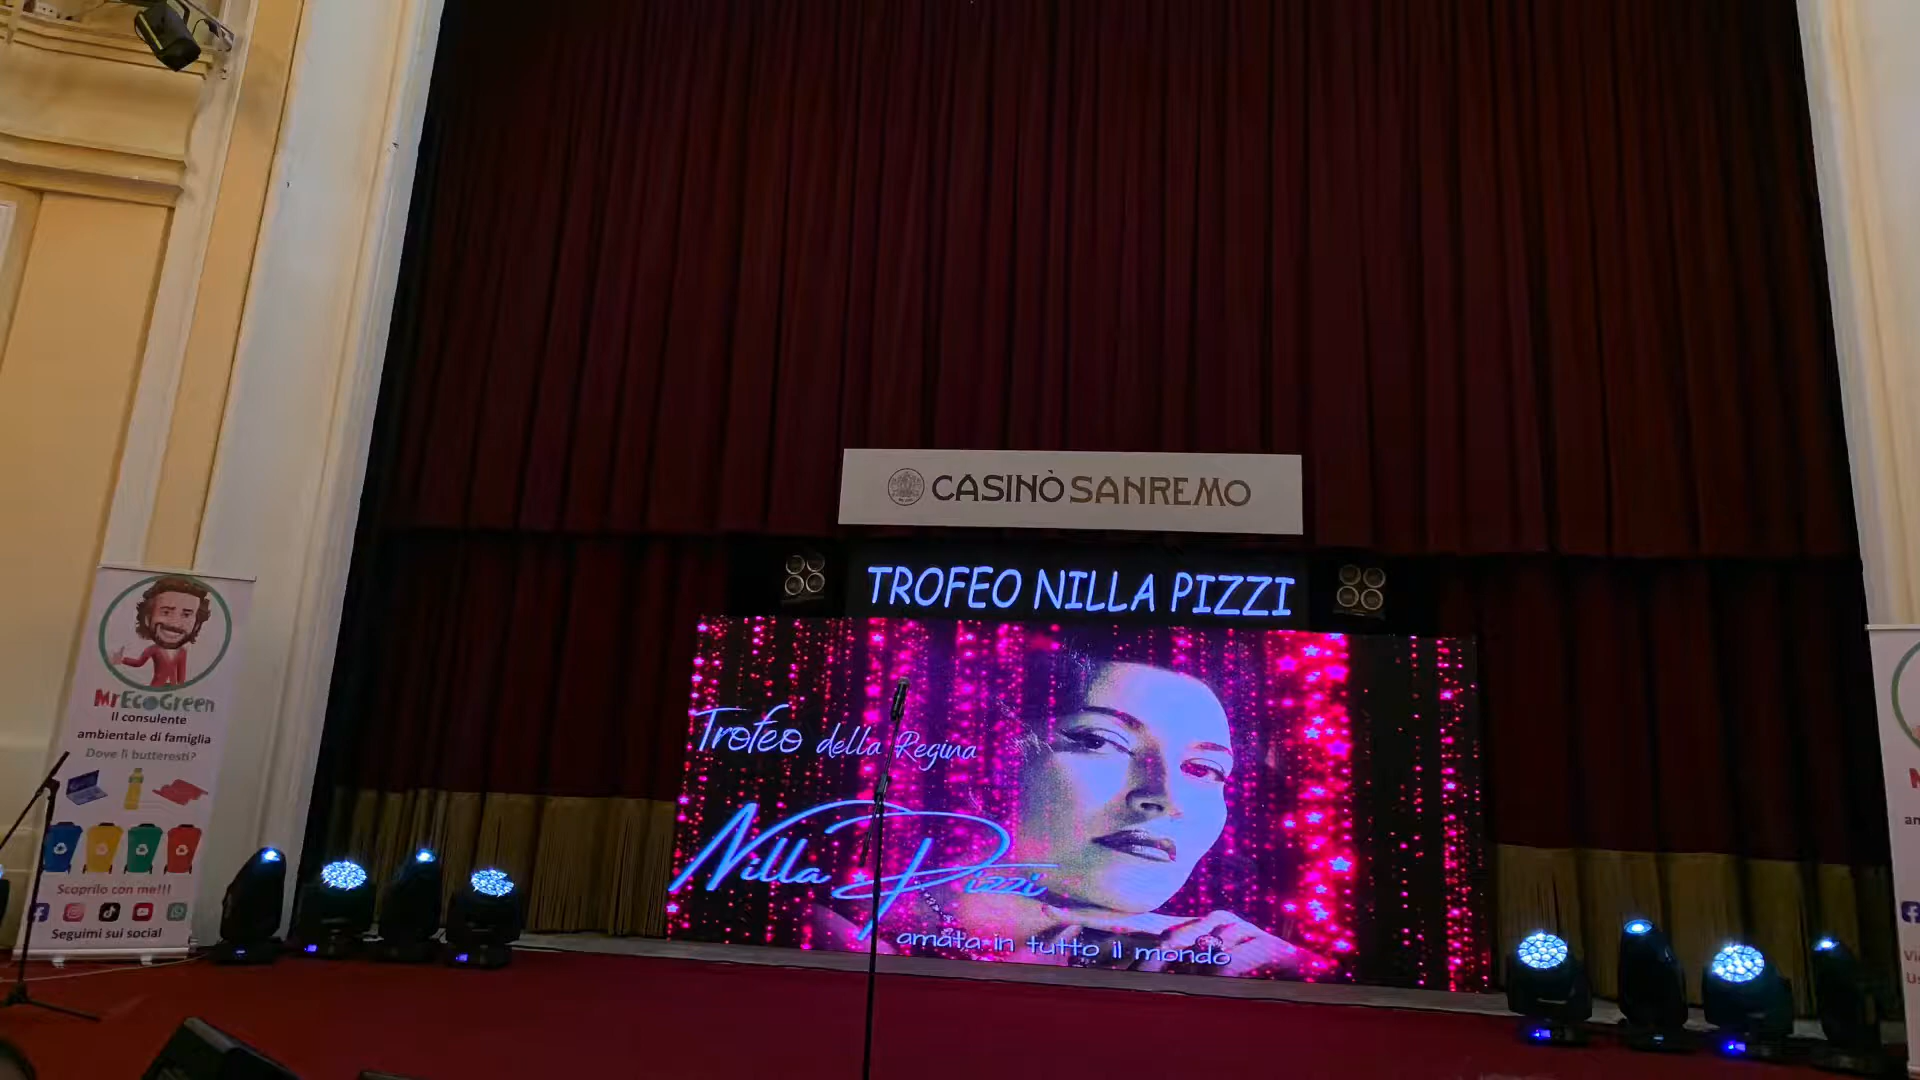 CASINÒ SANREMO
TROFEO NILLA PIZZI
Trofeo della Regina
Nilla Pizzi
amata in tutto il mondo
MrEcoGreen
Il consulente
ambientale di famiglia
Dove li butteresti?
Scoprilo con me!!!
Seguimi sui social